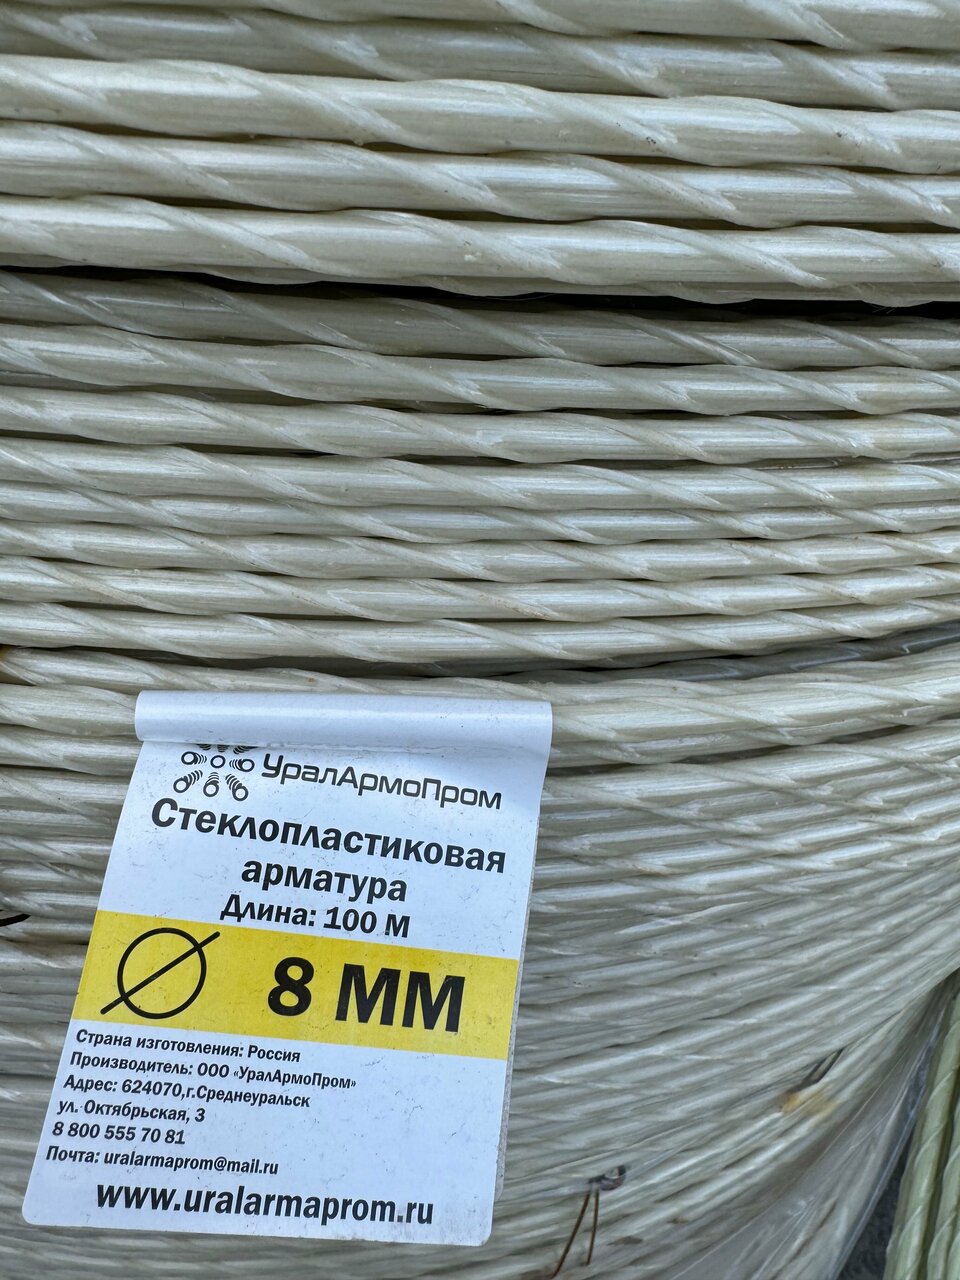 УралАрмоПром
Стеклопластиковая
арматура
Длина: 100 м
8 ММ
Страна изготовления: Россия
Производитель: ООО «УралАрмоПром»
Адрес: 624070,г.Среднеуральск
ул. Октябрьская, 3
8 800 555 70 81
Почта: uralarmaprom@mail.ru
www.uralarmaprom.ru